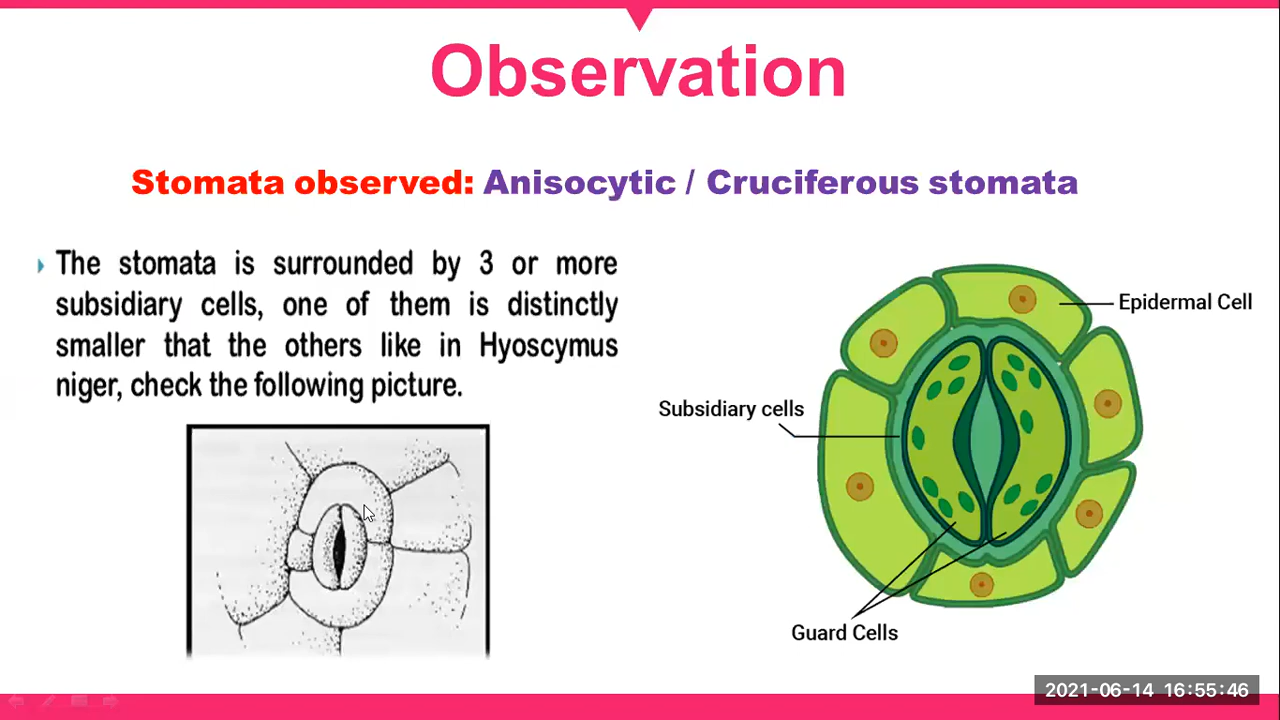 Observation
Stomata observed: Anisocytic / Cruciferous stomata
The stomata is surrounded by 3 or more
subsidiary cells, one of them is distinctly
smaller that the others like in Hyoscymus
niger, check the following picture.
Epidermal Cell
Subsidiary cells
Guard Cells
2021-06-14 16:55:46